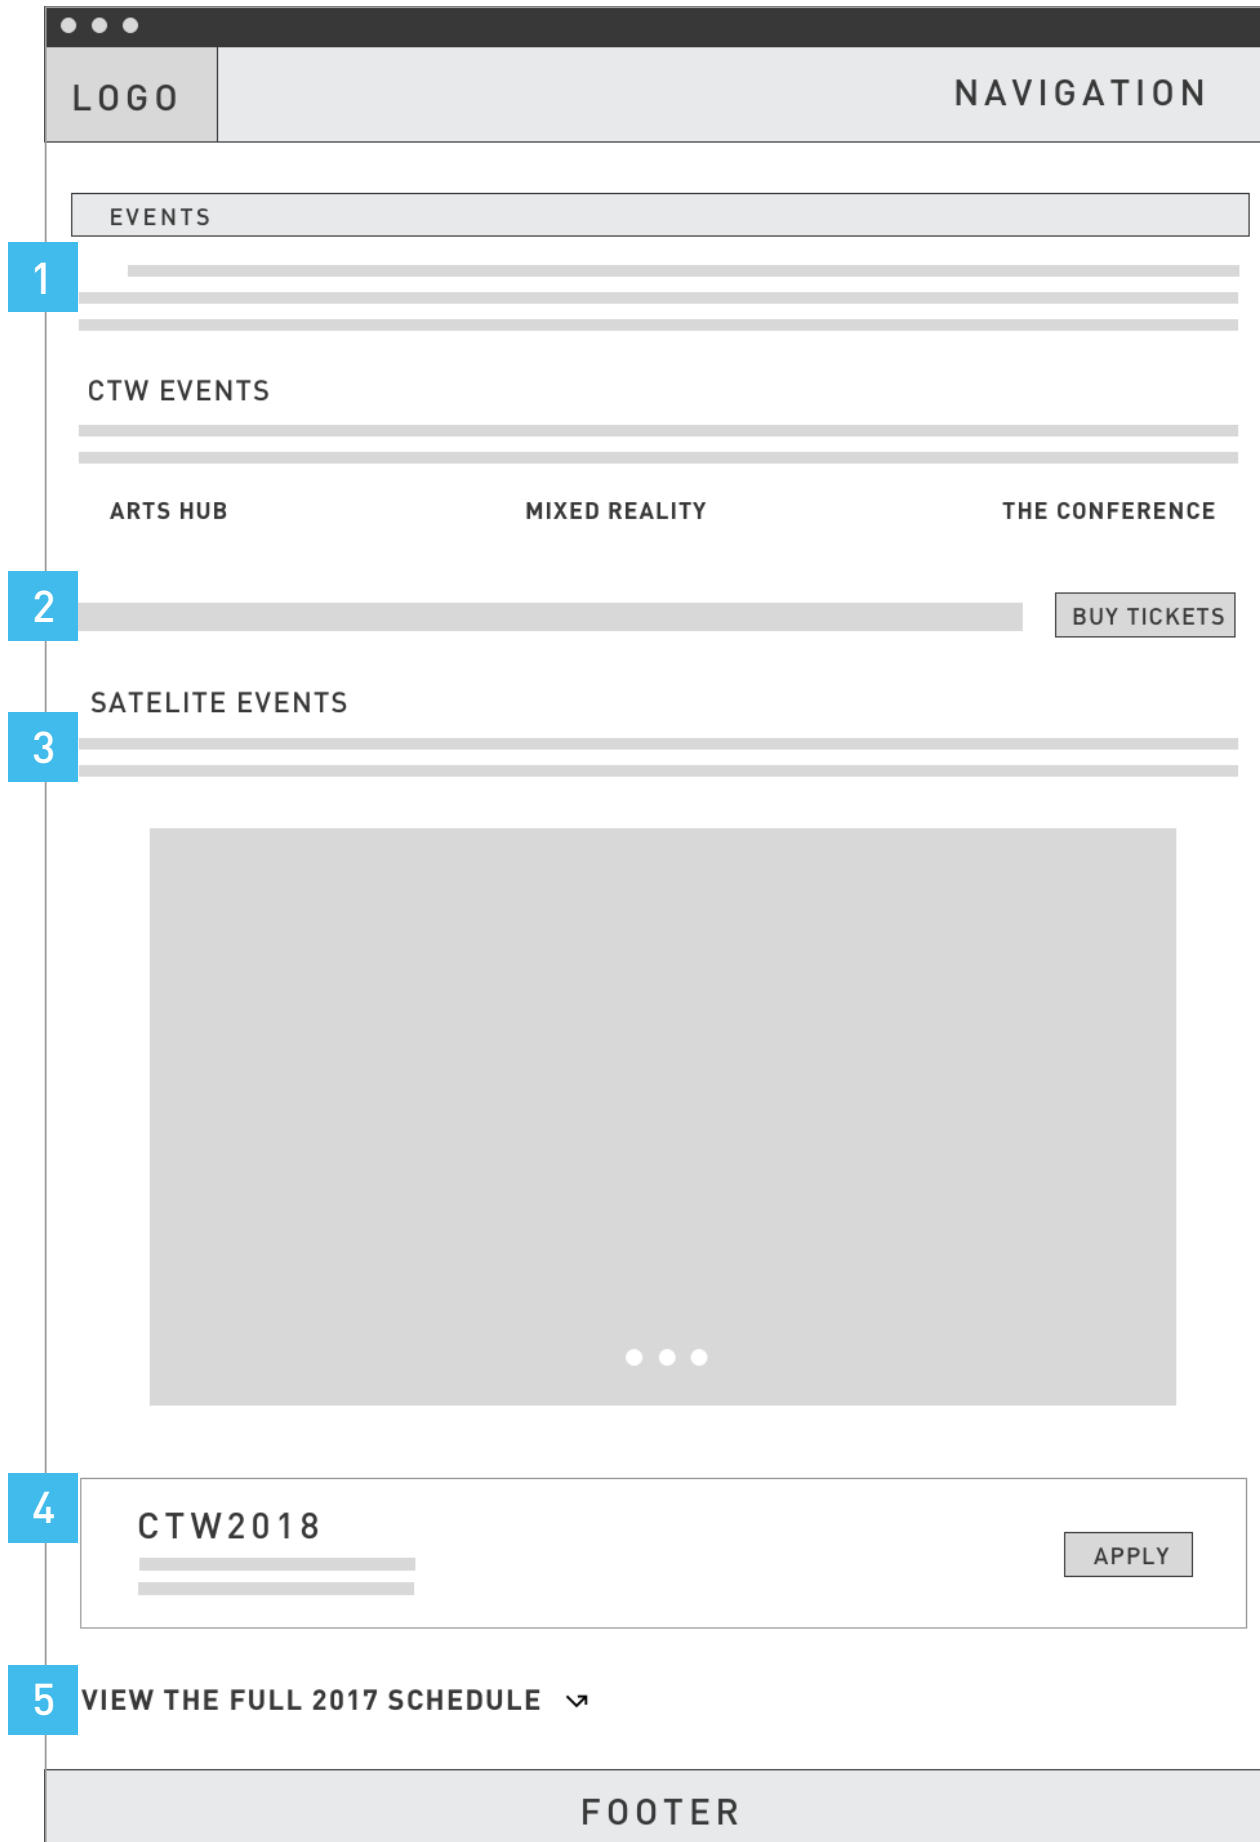 LOGO
NAVIGATION
EVENTS
1
CTW EVENTS
ARTS HUB
MIXED REALITY
THE CONFERENCE
2
BUY TICKETS
SATELITE EVENTS
3
4
CTW2018
APPLY
5
VIEW THE FULL 2017 SCHEDULE
FOOTER